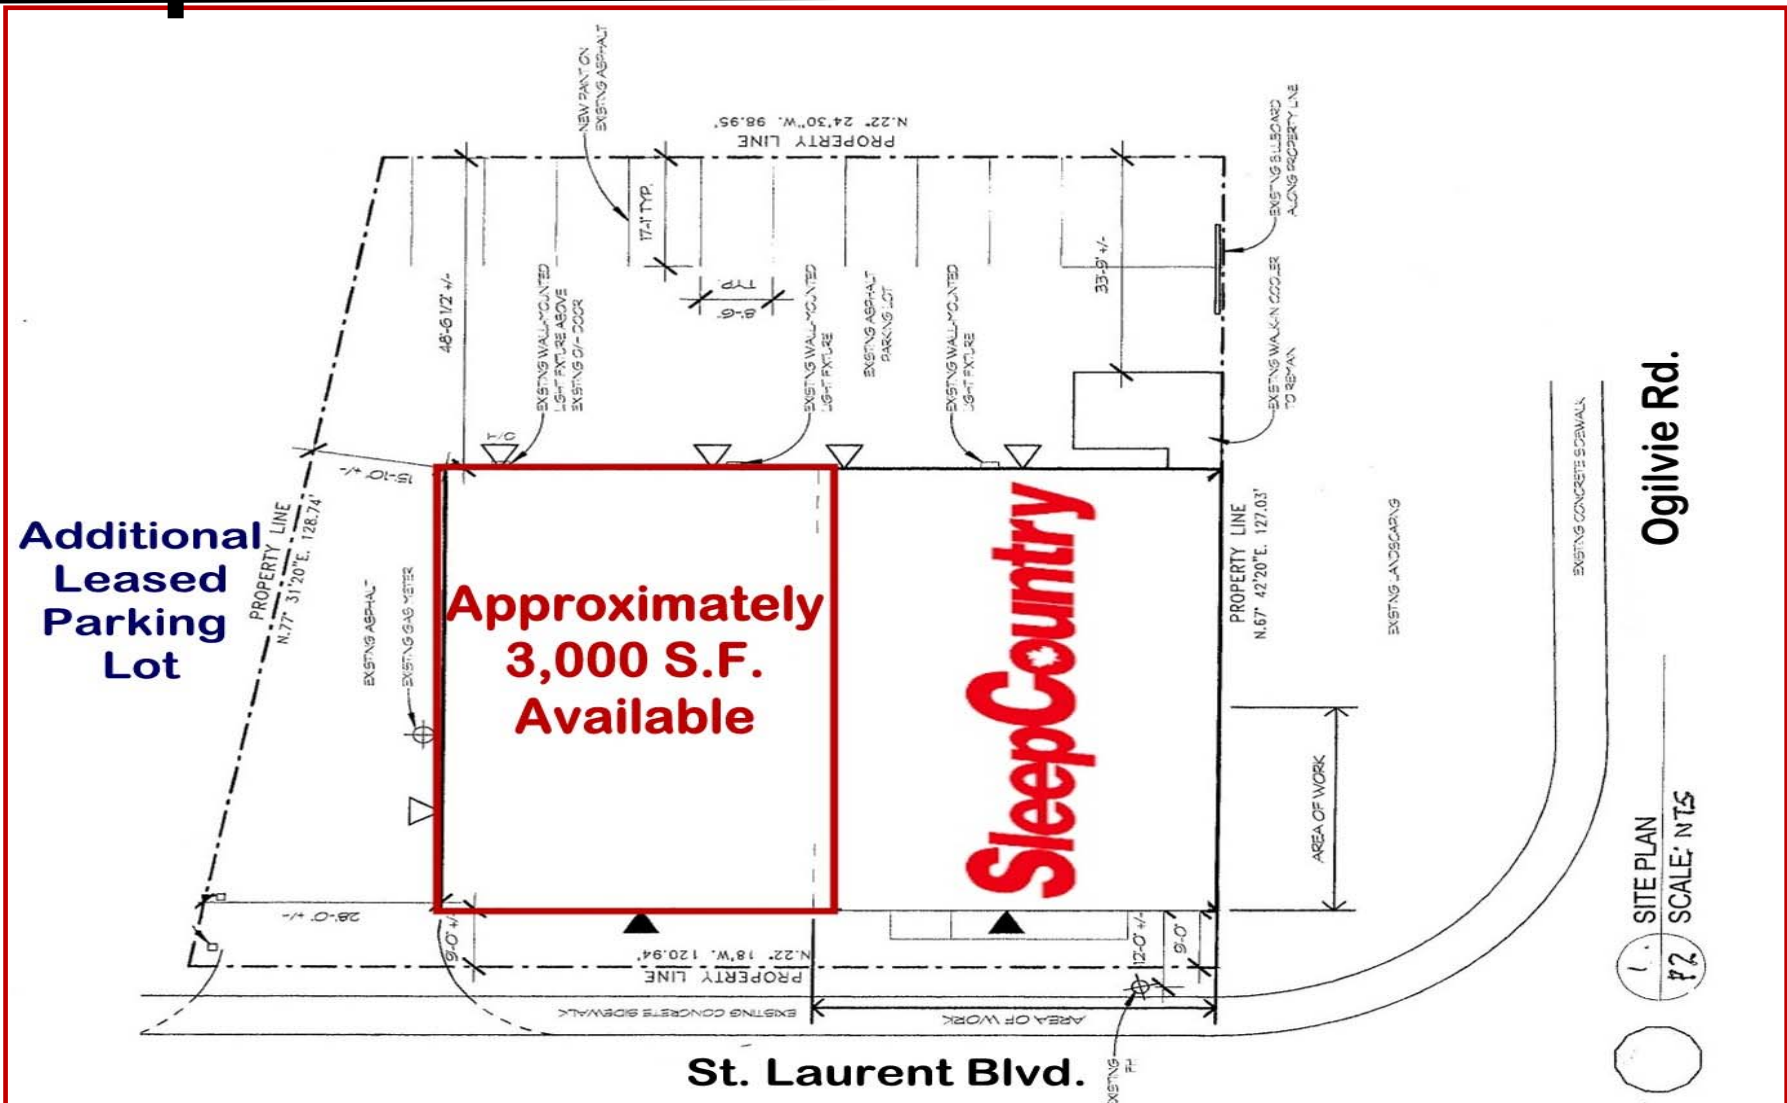 NEW PAINT ON
EXISTING ASPHALT
N.22° 24'30"W. 98.95'
PROPERTY LINE
EXISTING BILLBOARD
ALONG PROPERTY LINE
17'-1" TYP.
48'-6 1/2" +/-
33'-9" +/-
8'-6"
TYP.
EXISTING WALL-MOUNTED
LIGHT FIXTURE ABOVE
EXISTING O/H DOOR
EXISTING WALL-MOUNTED
LIGHT FIXTURE
EXISTING ASPHALT
PARKING LOT
EXISTING WALL-MOUNTED
LIGHT FIXTURE
EXISTING WALK-IN COOLER
TO REMAIN
O/H
15'-10" +/-
PROPERTY LINE
N.77° 31'20"E. 128.74'
Additional
Leased
Parking
Lot
EXISTING ASPHALT
EXISTING GAS METER
Approximately
3,000 S.F.
Available
SleepCountry
PROPERTY LINE
N.67° 42'20"E. 127.03'
EXISTING LANDSCAPING
EXISTING CONCRETE SIDEWALK
Ogilvie Rd.
AREA OF WORK
28'-0" +/-
9'-0" +/-
N.22° 18'W. 120.94'
PROPERTY LINE
12'-0" +/-
9'-0"
EXISTING CONCRETE SIDEWALK
AREA OF WORK
EXISTING
FH
St. Laurent Blvd.
1.
P2
SITE PLAN
SCALE: NTS